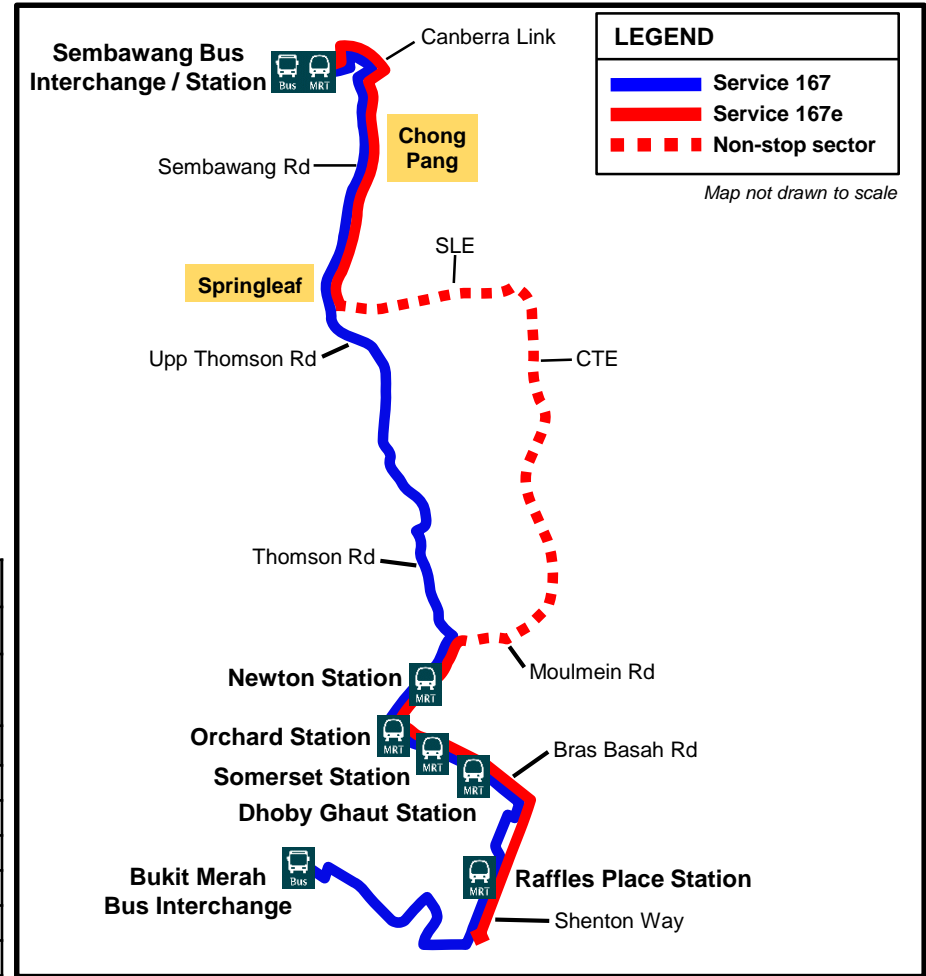 Sembawang Bus
Interchange / Station
Bus
MRT
Canberra Link
LEGEND
Service 167
Service 167e
Non-stop sector
Map not drawn to scale
Chong
Pang
Sembawang Rd
SLE
Springleaf
Upp Thomson Rd
CTE
Thomson Rd
Newton Station
MRT
Moulmein Rd
Orchard Station
MRT
MRT
Bras Basah Rd
Somerset Station
MRT
Dhoby Ghaut Station
Bukit Merah
Bus Interchange
Bus
MRT
Raffles Place Station
Shenton Way